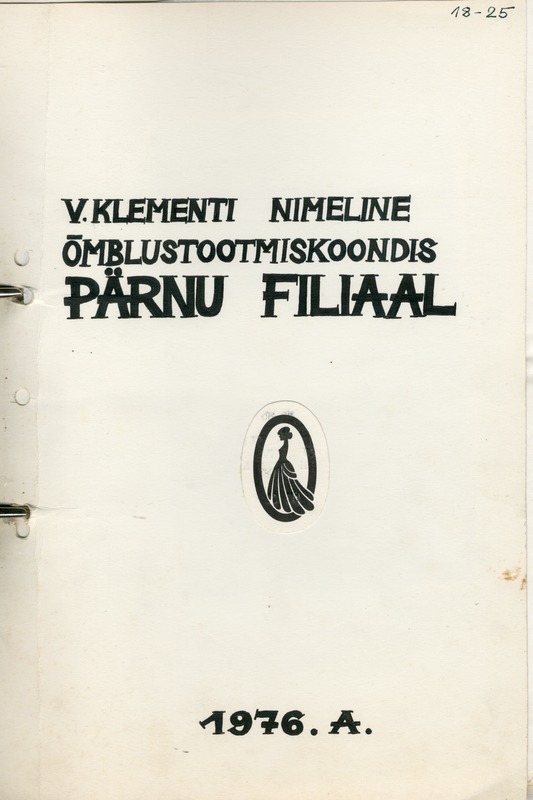 18-25
V. KLEMENTI NIMELINE
ÕMBLUSTOOTMISKOONDIS
PÄRNU FILIAAL
1976. A.